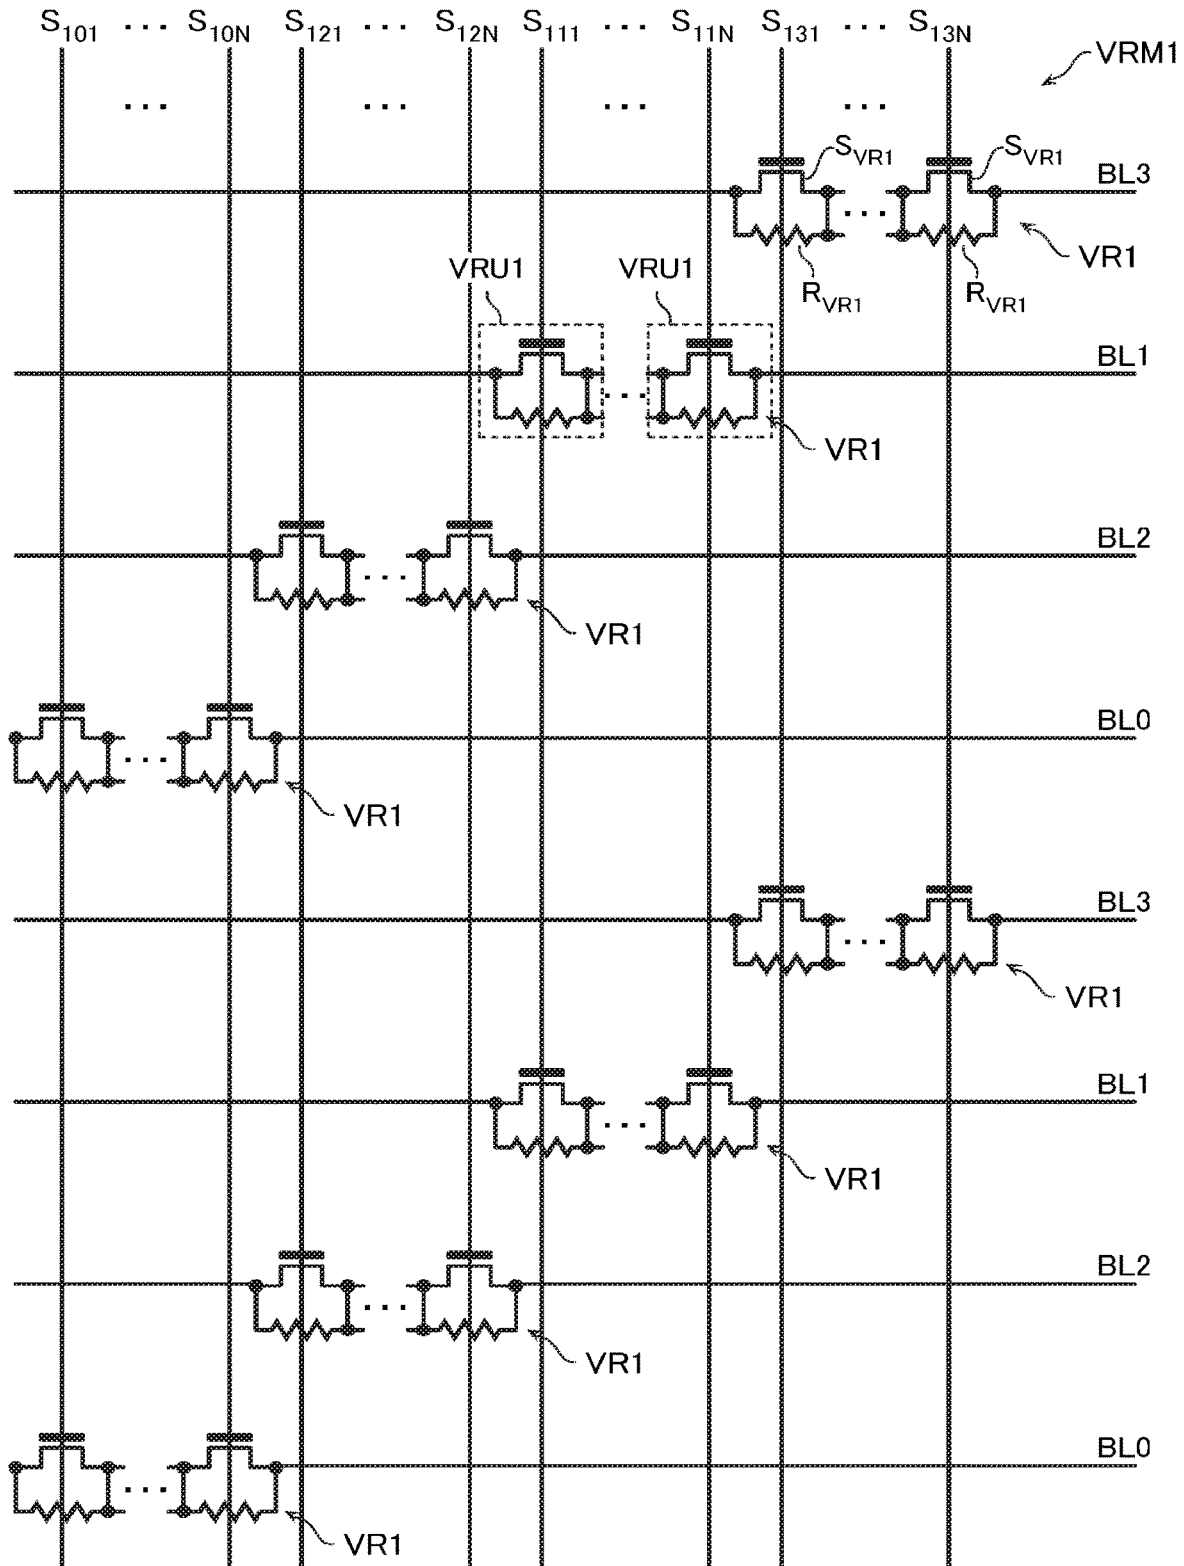 S101 ... S10N S121 ... S12N S111 ... S11N S131 ... S13N
VRM1
... ... ... ...
SVR1 SVR1
BL3
...
VR1
RVR1 RVR1
VRU1 VRU1
BL1
...
VR1
BL2
...
VR1
BL0
...
VR1
BL3
...
VR1
BL1
...
VR1
BL2
...
VR1
BL0
...
VR1